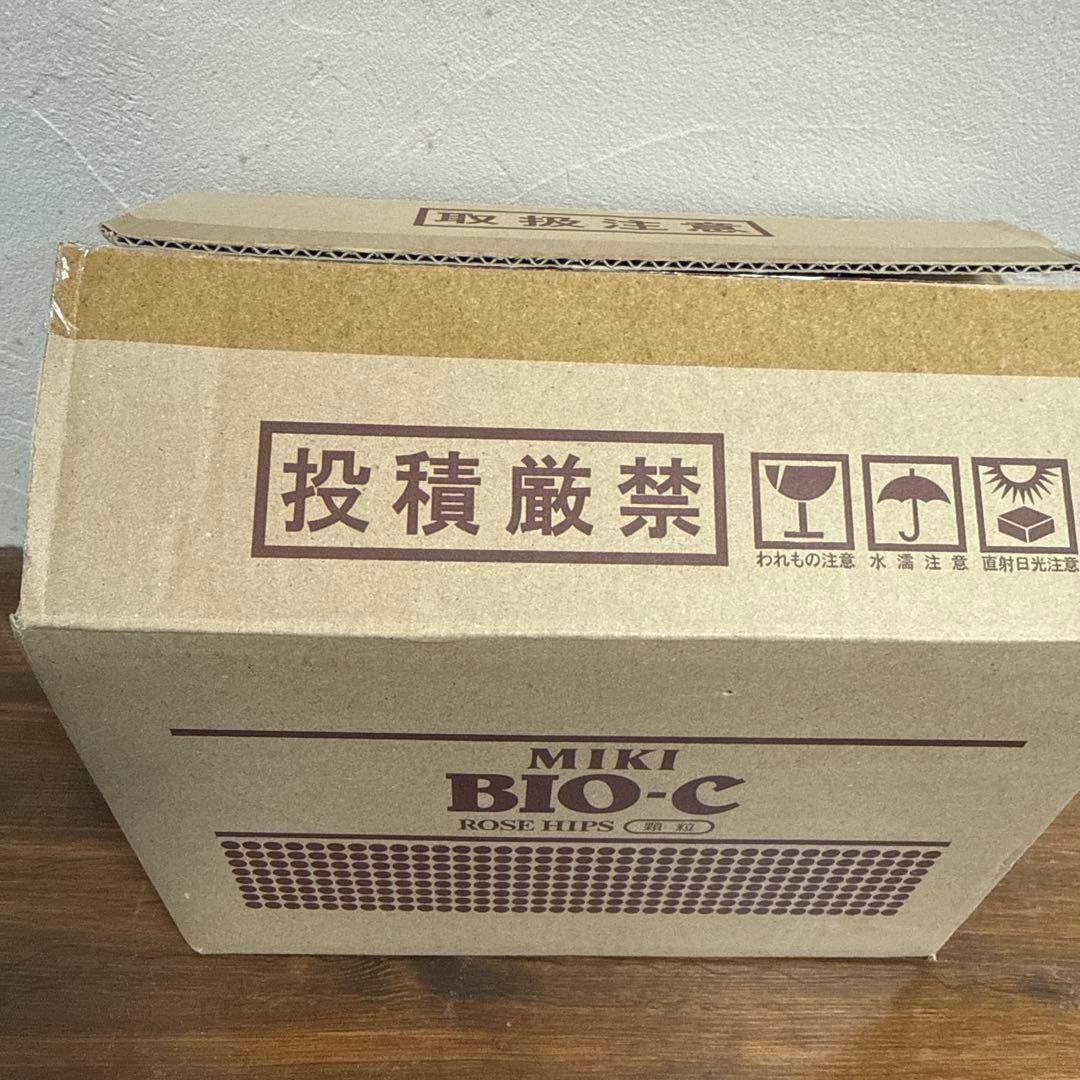 取扱注意
投積厳禁
われもの注意 水濡注意 直射日光注意
MIKI
BIO-C
ROSE HIPS 顆粒